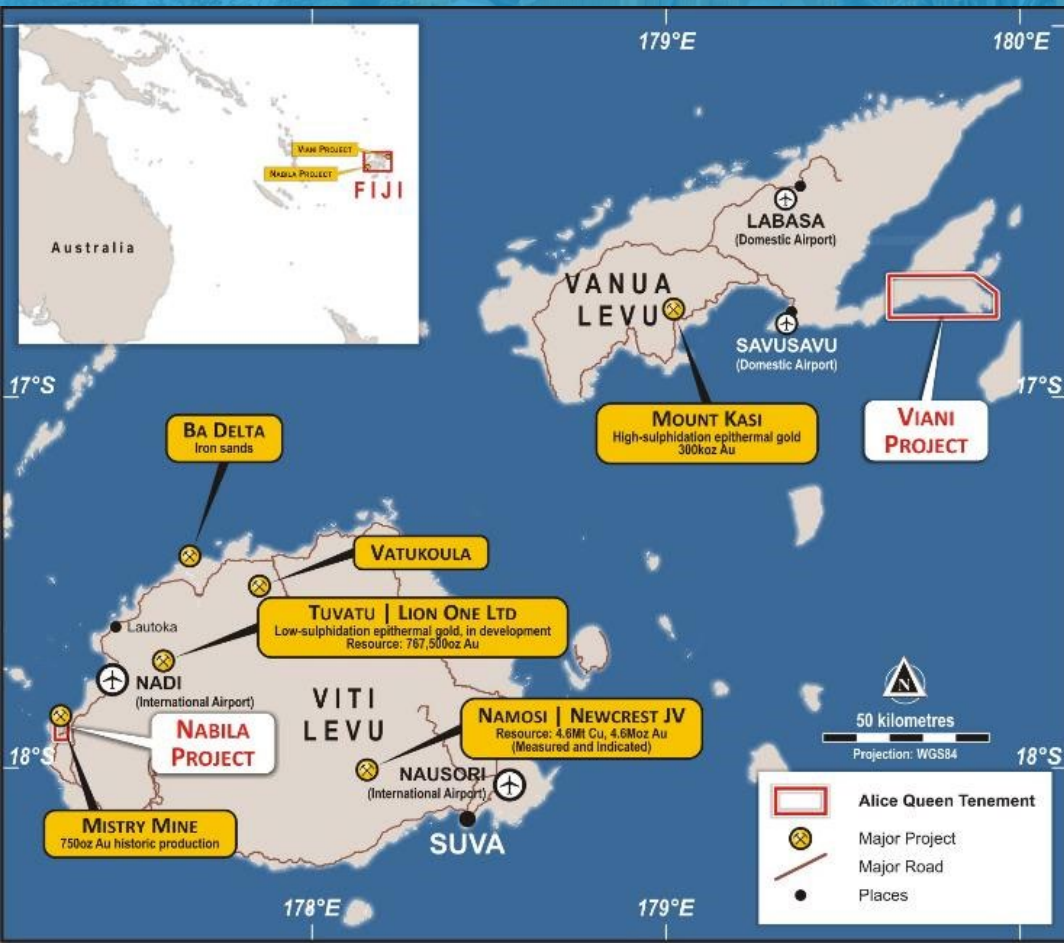 179°E
180°E
VIANI PROJECT
NABILA PROJECT
FIJI
Australia
LABASA
(Domestic Airport)
VANUA
LEVU
SAVUSAVU
(Domestic Airport)
17°S
17°S
MOUNT KASI
High-sulphidation epithermal gold
300koz Au
VIANI
PROJECT
BA DELTA
Iron sands
VATUKOULA
TUVATU | LION ONE LTD
Low-sulphidation epithermal gold, in development
Resource: 767,500oz Au
Lautoka
NADI
(International Airport)
VITI
LEVU
NABILA
PROJECT
NAMOSI | NEWCREST JV
Resource: 4.6Mt Cu, 4.6Moz Au
(Measured and Indicated)
N
50 kilometres
Projection: WGS84
18°S
18°S
NAUSORI
(International Airport)
MISTRY MINE
750oz Au historic production
SUVA
Alice Queen Tenement
Major Project
Major Road
Places
178°E
179°E